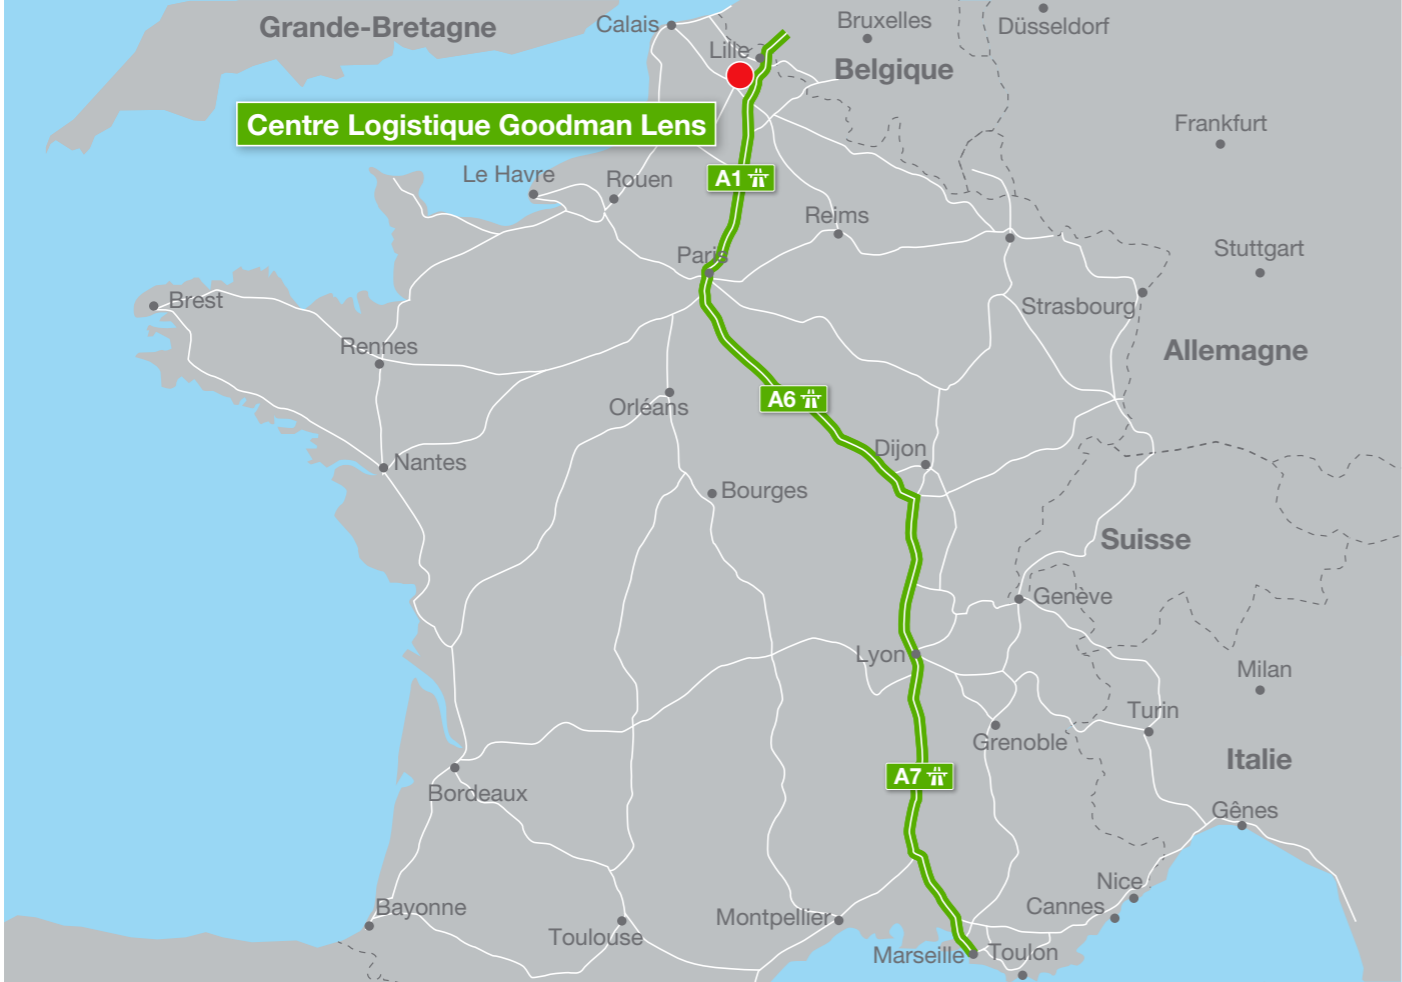 Grande-Bretagne
Calais
Bruxelles
Düsseldorf
Lille
Belgique
Centre Logistique Goodman Lens
Frankfurt
Le Havre
Rouen
A1
Reims
Paris
Stuttgart
Brest
Strasbourg
Rennes
Allemagne
A6
Orléans
Dijon
Nantes
Bourges
Suisse
Genève
Lyon
Milan
Turin
Grenoble
Italie
A7
Bordeaux
Gênes
Nice
Bayonne
Cannes
Montpellier
Toulouse
Marseille
Toulon